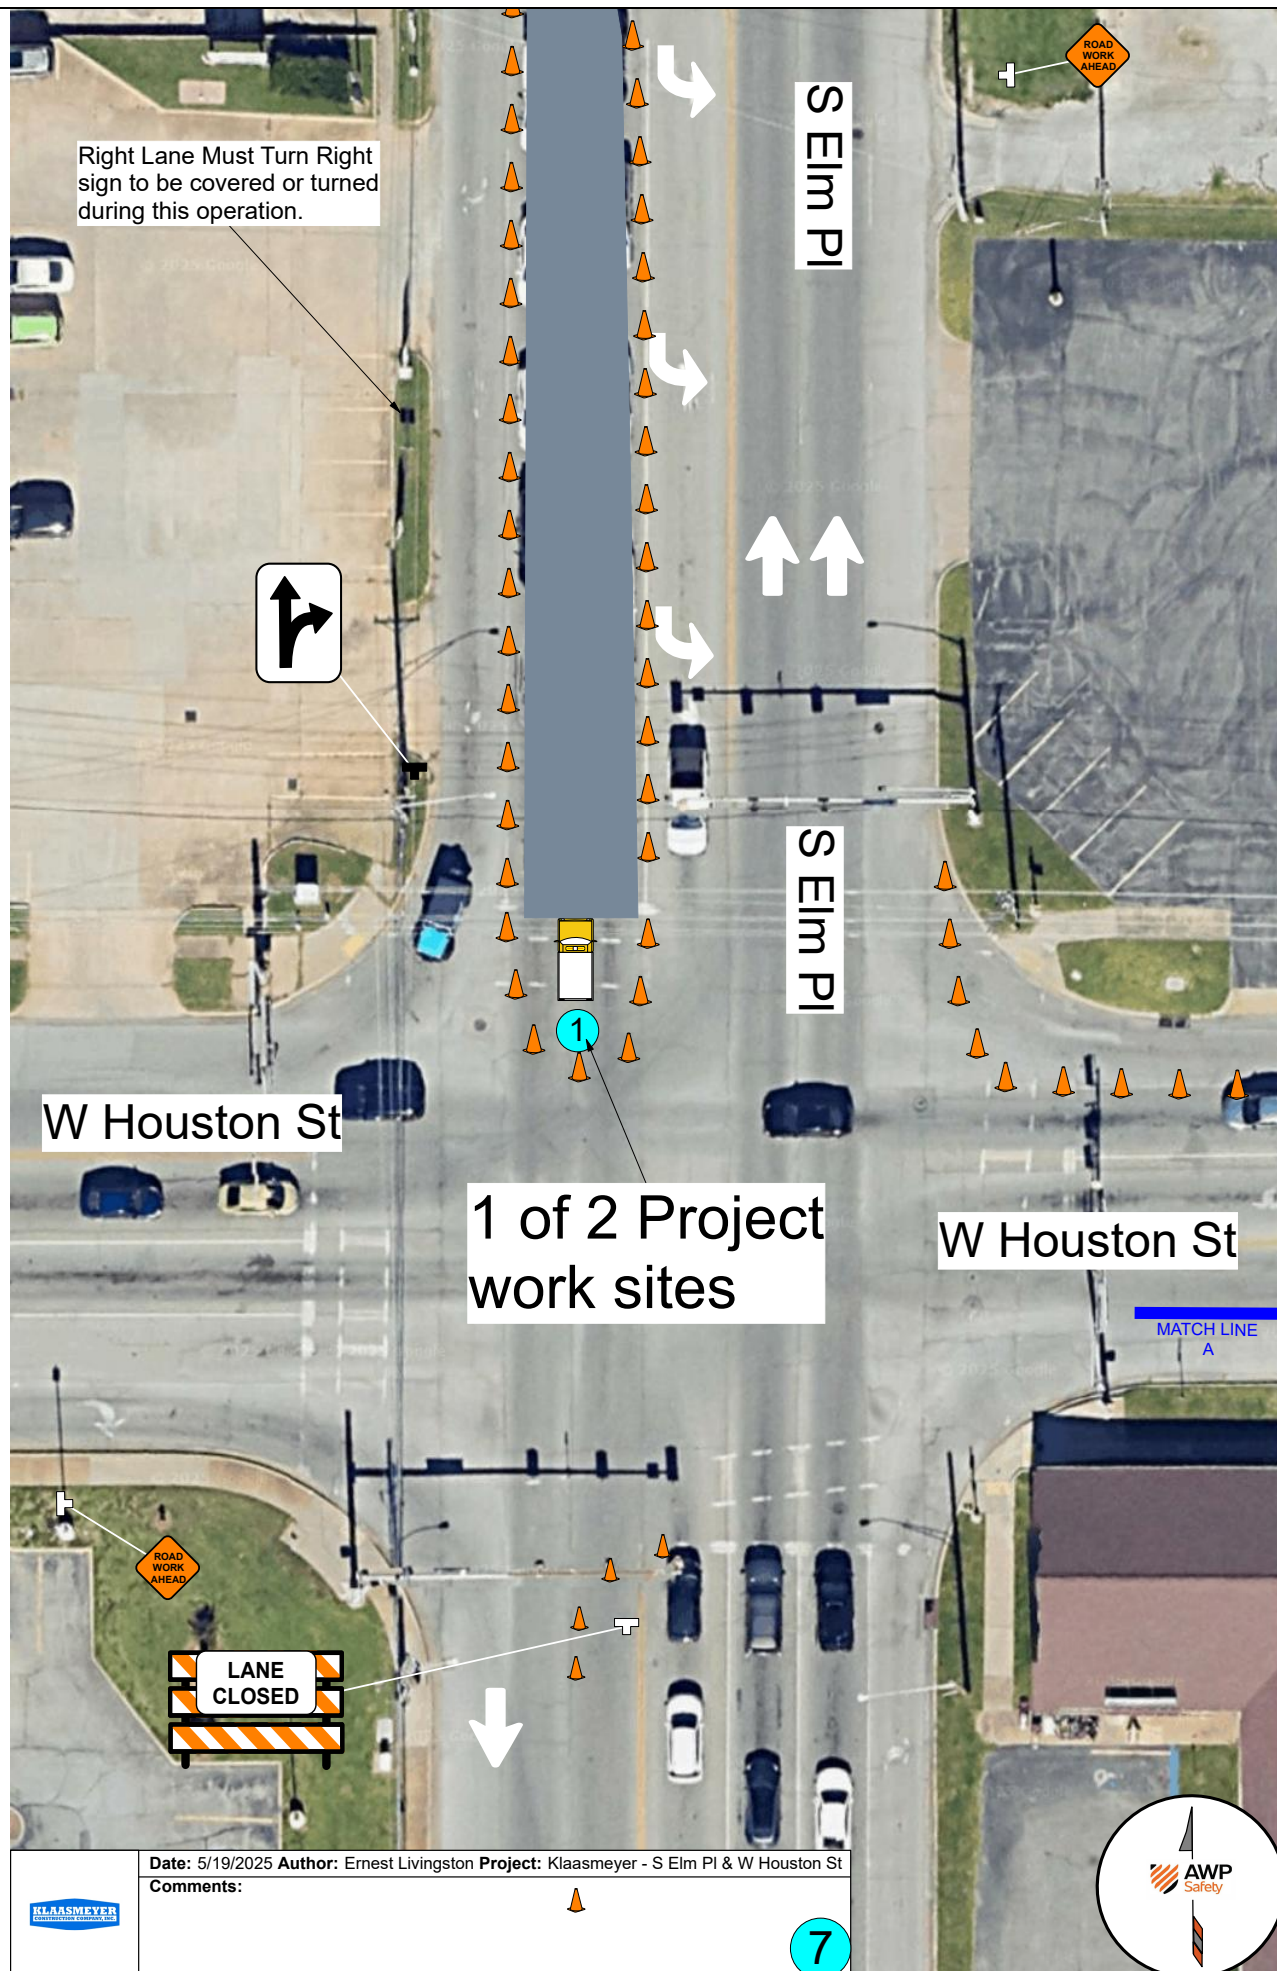 ROAD
WORK
AHEAD
S Elm Pl
Right Lane Must Turn Right
sign to be covered or turned
during this operation.
S Elm Pl
1
W Houston St
1 of 2 Project
work sites
W Houston St
MATCH LINE
A
ROAD
WORK
AHEAD
LANE
CLOSED
Date: 5/19/2025 Author: Ernest Livingston Project: Klaasmeyer - S Elm Pl & W Houston St
Comments:
KLAASMEYER
CONSTRUCTION COMPANY, INC.
7
AWP
Safety